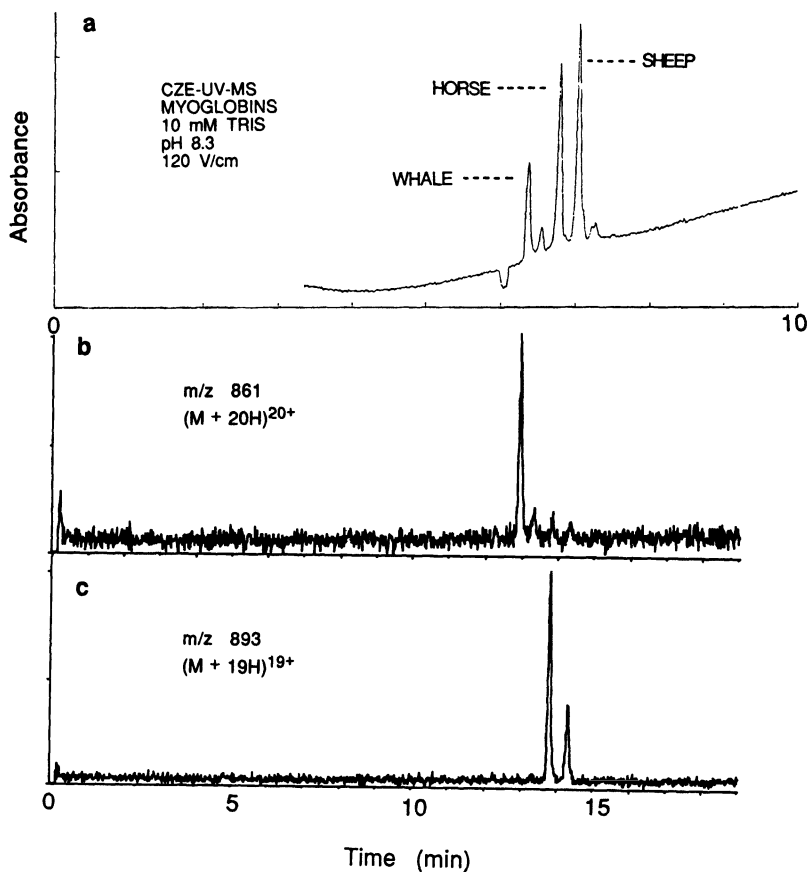 a
CZE-UV-MS
MYOGLOBINS
10 mM TRIS
pH 8.3
120 V/cm
WHALE
HORSE
SHEEP
Absorbance
0
10
b
m/z 861
(M + 20H)20+
c
m/z 893
(M + 19H)19+
0
5
10
15
Time (min)